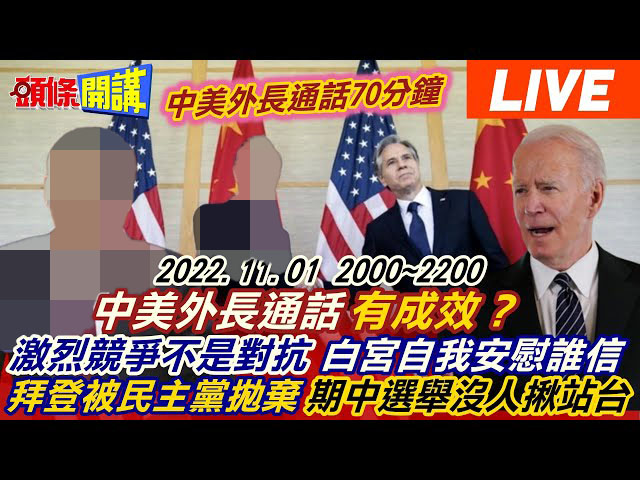 頭條開講
中美外長通話70分鐘
LIVE
2022.11.01 2000~2200
中美外長通話 有成效？
激烈競爭不是對抗 白宮自我安慰誰信
拜登被民主黨拋棄 期中選舉沒人揪站台